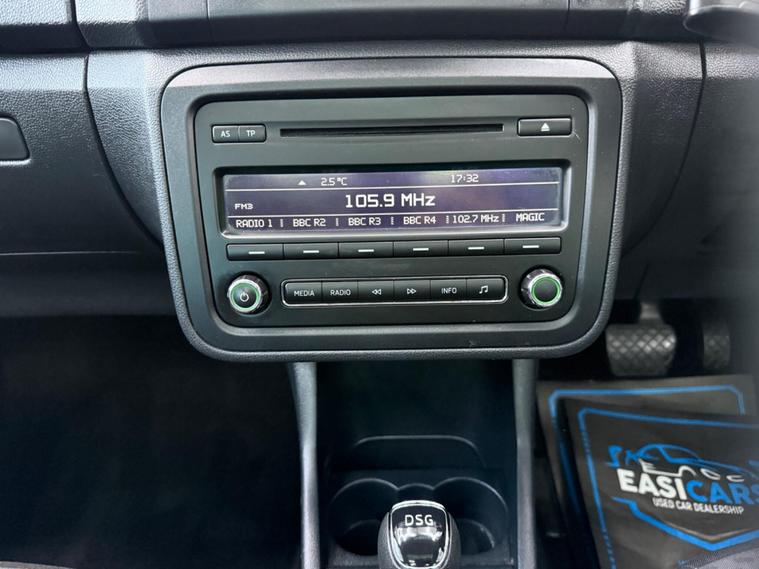 AS TP
2.5°C 17:32
FM3 105.9 MHz
RADIO 1 BBC R2 BBC R3 BBC R4 102.7 MHz MAGIC
MEDIA RADIO INFO
DSG
EASICARS
USED CAR DEALERSHIP